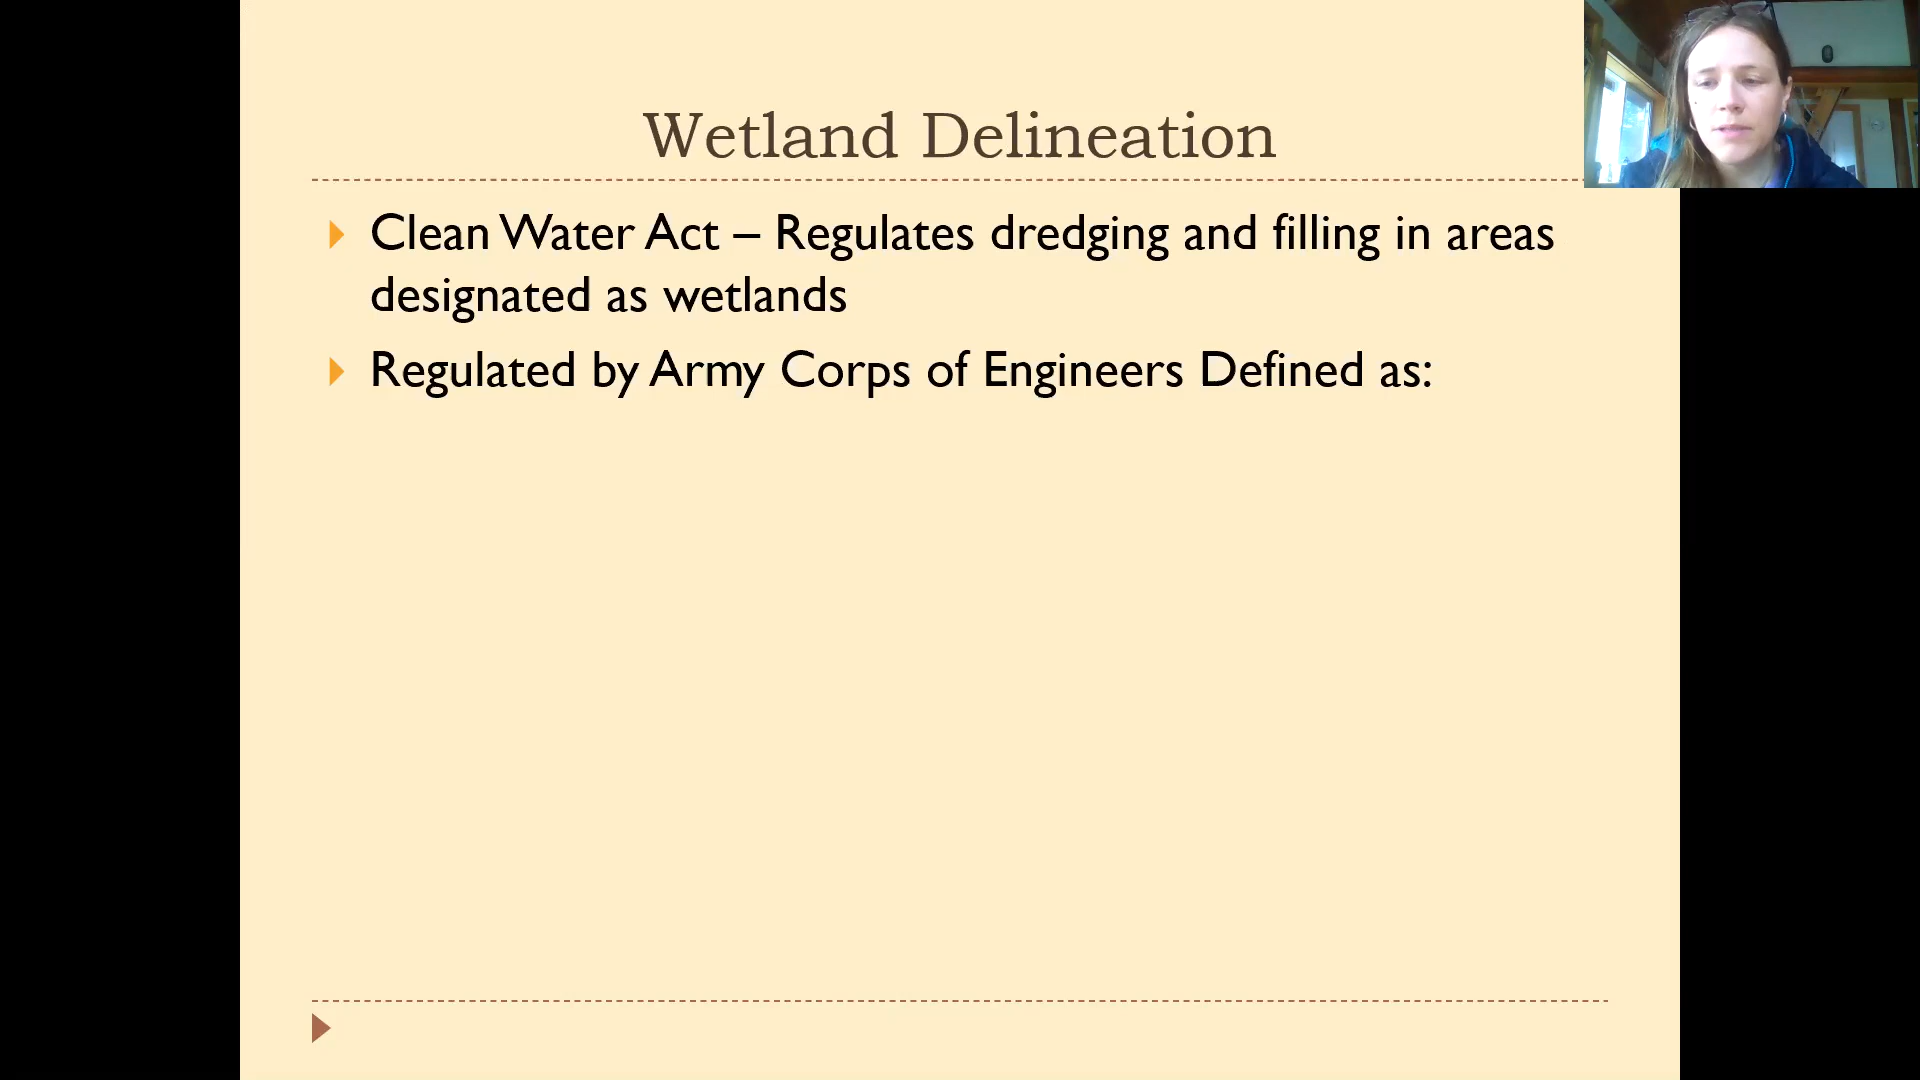 Wetland Delineation
Clean Water Act – Regulates dredging and filling in areas
designated as wetlands
Regulated by Army Corps of Engineers Defined as: